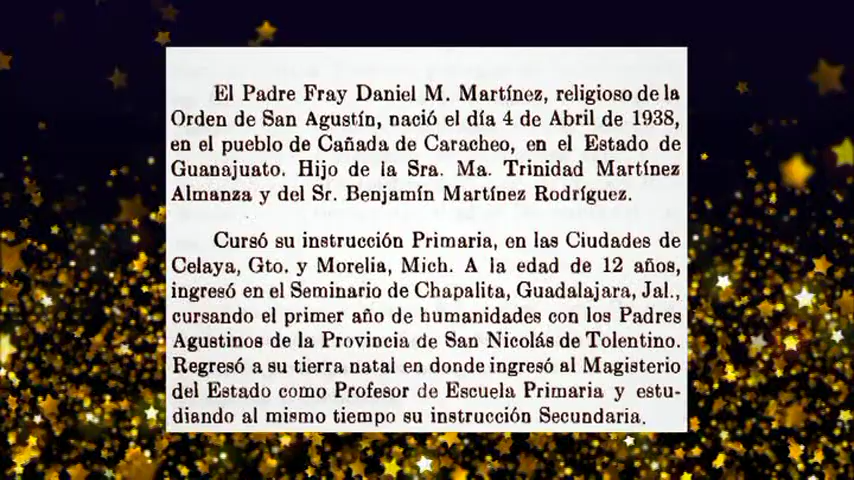 El Padre Fray Daniel M. Martínez, religioso de la
Orden de San Agustín, nació el día 4 de Abril de 1938,
en el pueblo de Cañada de Caracheo, en el Estado de
Guanajuato. Hijo de la Sra. Ma. Trinidad Martínez
Almanza y del Sr. Benjamín Martínez Rodríguez.
Cursó su instrucción Primaria, en las Ciudades de
Celaya, Gto. y Morelia, Mich. A la edad de 12 años,
ingresó en el Seminario de Chapalita, Guadalajara, Jal.,
cursando el primer año de humanidades con los Padres
Agustinos de la Provincia de San Nicolás de Tolentino.
Regresó a su tierra natal en donde ingresó al Magisterio
del Estado como Profesor de Escuela Primaria y estu-
diando al mismo tiempo su instrucción Secundaria.